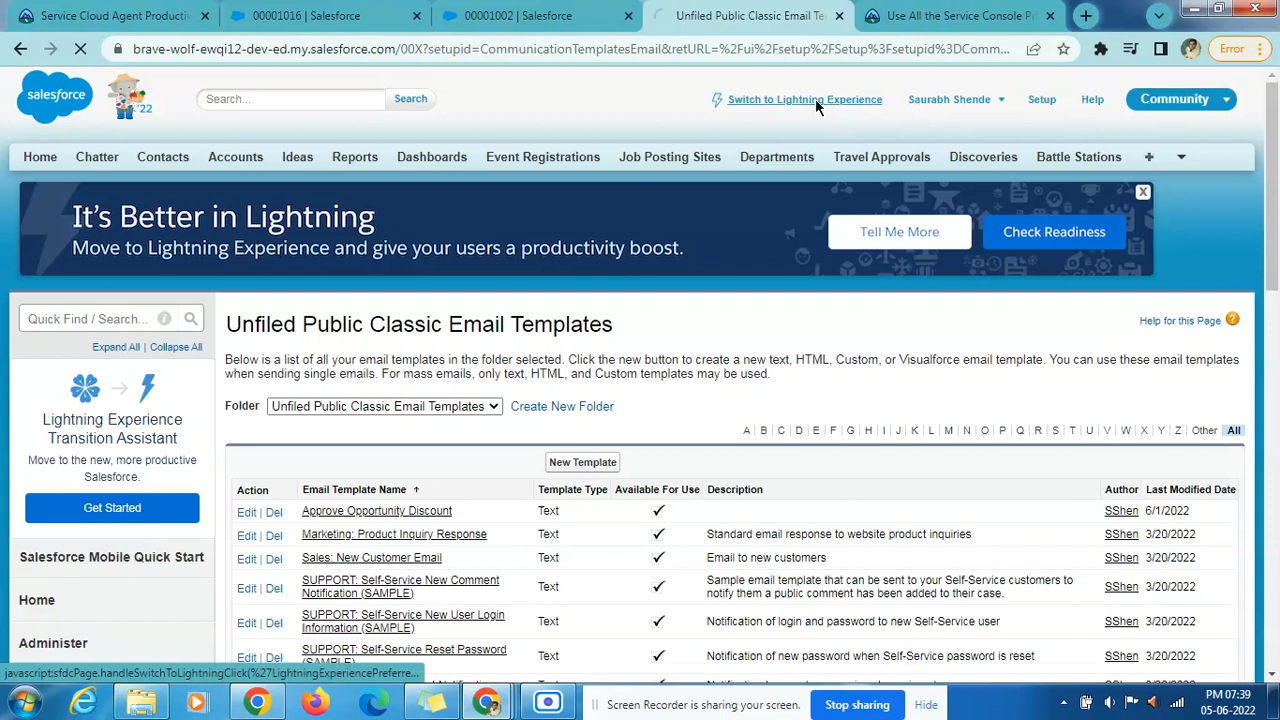 Service Cloud Agent Productiv
00001016 | Salesforce
00001002 | Salesforce
Unfiled Public Classic Email Te
Use All the Service Console Pr
brave-wolf-ewqi12-dev-ed.my.salesforce.com/00X?setupid=CommunicationTemplatesEmail&retURL=%2Fui%2Fsetup%2FSetup%3Fsetupid%3DComm...
Error
salesforce
'22
Search...
Search
Switch to Lightning Experience
Saurabh Shende
Setup
Help
Community
Home
Chatter
Contacts
Accounts
Ideas
Reports
Dashboards
Event Registrations
Job Posting Sites
Departments
Travel Approvals
Discoveries
Battle Stations
+
It's Better in Lightning
Move to Lightning Experience and give your users a productivity boost.
Tell Me More
Check Readiness
X
Quick Find / Search...
Expand All | Collapse All
Lightning Experience
Transition Assistant
Move to the new, more productive
Salesforce.
Get Started
Salesforce Mobile Quick Start
Home
Administer
Unfiled Public Classic Email Templates
Help for this Page
Below is a list of all your email templates in the folder selected. Click the new button to create a new text, HTML, Custom, or Visualforce email template. You can use these email templates
when sending single emails. For mass emails, only text, HTML, and Custom templates may be used.
Folder Unfiled Public Classic Email Templates Create New Folder
A | B | C | D | E | F | G | H | I | J | K | L | M | N | O | P | Q | R | S | T | U | V | W | X | Y | Z | Other | All
New Template
Action Email Template Name Template Type Available For Use Description Author Last Modified Date
Edit | Del Approve Opportunity Discount Text SShen 6/1/2022
Edit | Del Marketing: Product Inquiry Response Text Standard email response to website product inquiries SShen 3/20/2022
Edit | Del Sales: New Customer Email Text Email to new customers SShen 3/20/2022
Edit | Del SUPPORT: Self-Service New Comment Notification (SAMPLE) Text Sample email template that can be sent to your Self-Service customers to notify them a public comment has been added to their case. SShen 3/20/2022
Edit | Del SUPPORT: Self-Service New User Login Information (SAMPLE) Text Notification of login and password to new Self-Service user SShen 3/20/2022
Edit | Del SUPPORT: Self-Service Reset Password (SAMPLE) Text Notification of new password when Self-Service password is reset SShen 3/20/2022
javascript:sfdcPage.handleSwitchToLightningClick(%27LightningExperiencePreferre...
Screen Recorder is sharing your screen.
Stop sharing
Hide
PM 07:39
05-06-2022